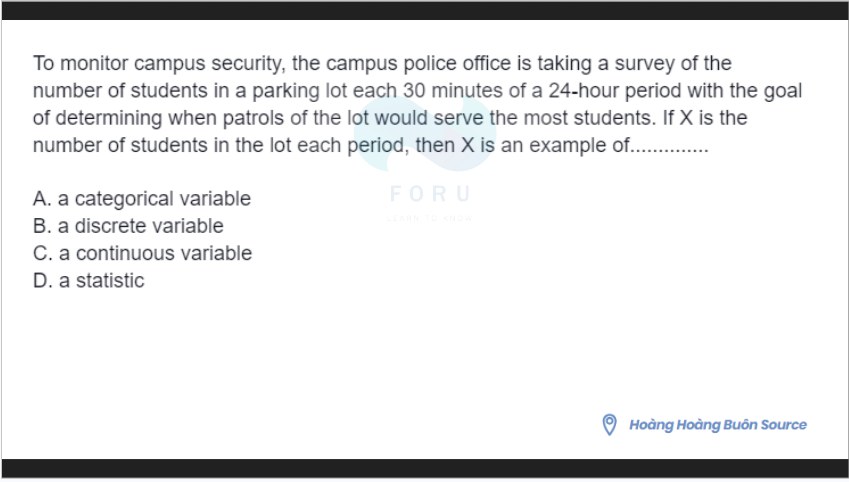 To monitor campus security, the campus police office is taking a survey of the
number of students in a parking lot each 30 minutes of a 24-hour period with the goal
of determining when patrols of the lot would serve the most students. If X is the
number of students in the lot each period, then X is an example of..............
A. a categorical variable
FORU
B. a discrete variable
C. a continuous variable
D. a statistic
Hoàng Hoàng Buôn Source